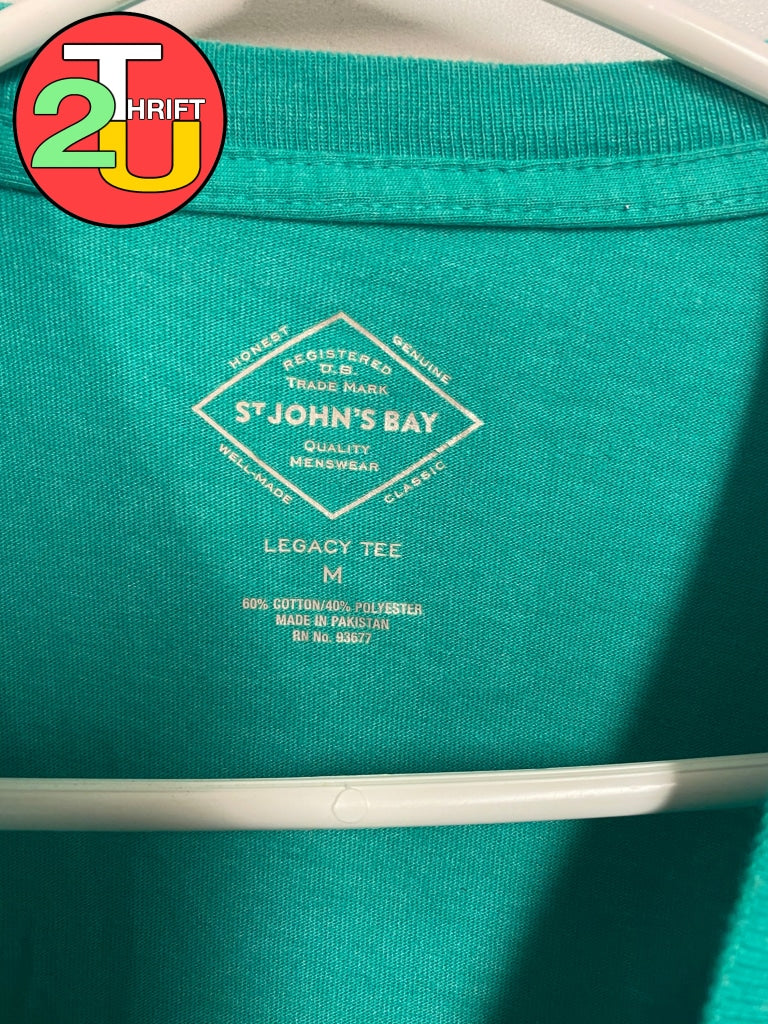 2 THRIFT U
HONEST
GENUINE
REGISTERED
U.S.
TRADE MARK
ST JOHN'S BAY
QUALITY
MENSWEAR
WELL-MADE
CLASSIC
LEGACY TEE
M
60% COTTON/40% POLYESTER
MADE IN PAKISTAN
RN No. 93677